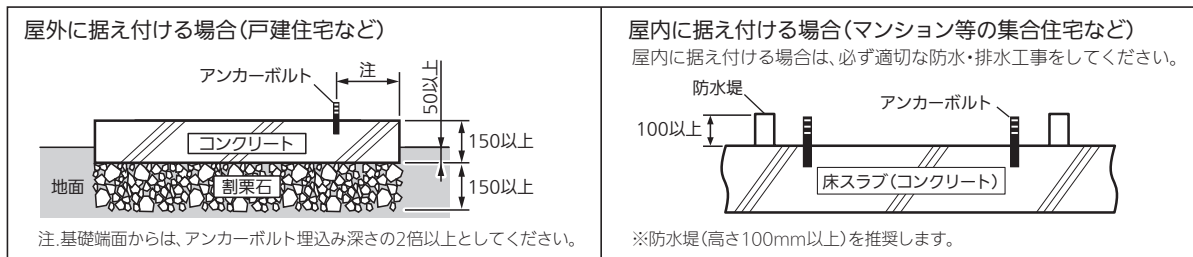 屋外に据え付ける場合(戸建住宅など)
アンカーボルト
注
50以上
コンクリート
150以上
地面
割栗石
150以上
注.基礎端面からは、アンカーボルト埋込み深さの2倍以上としてください。
屋内に据え付ける場合(マンション等の集合住宅など)
屋内に据え付ける場合は、必ず適切な防水・排水工事をしてください。
防水堤
アンカーボルト
100以上
床スラブ(コンクリート)
※防水堤(高さ100mm以上)を推奨します。